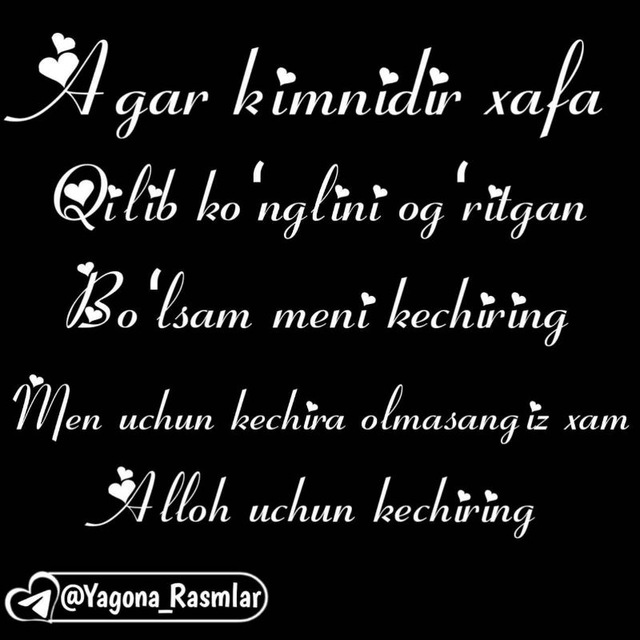 Agar kimnidir xafa
Qilib ko'nglini og'ritgan
Bo'lsam meni kechiring
Men uchun kechira olmasangiz xam
Alloh uchun kechiring
@Yagona_Rasmlar